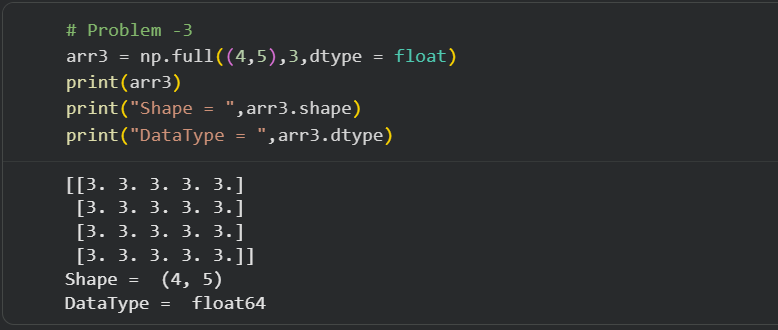 # Problem -3
arr3 = np.full((4,5),3,dtype = float)
print(arr3)
print("Shape = ",arr3.shape)
print("DataType = ",arr3.dtype)
[[3. 3. 3. 3. 3.]
 [3. 3. 3. 3. 3.]
 [3. 3. 3. 3. 3.]
 [3. 3. 3. 3. 3.]]
Shape =  (4, 5)
DataType =  float64